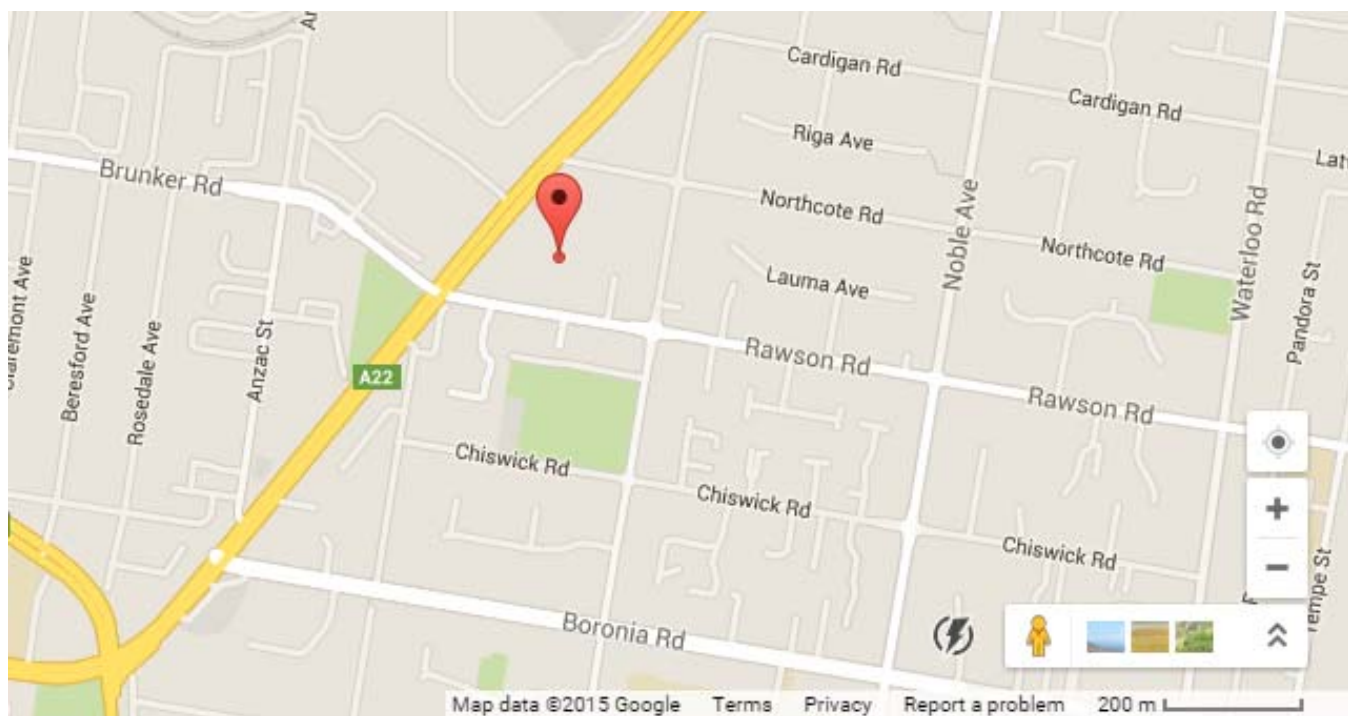 Cardigan Rd
Cardigan Rd
Riga Ave
Brunker Rd
Northcote Rd
Northcote Rd
Noble Ave
Waterloo Rd
Lauma Ave
Pandora St
Beresford Ave
Rosedale Ave
Anzac St
A22
Rawson Rd
Rawson Rd
Chiswick Rd
Chiswick Rd
Chiswick Rd
Tempe St
Boronia Rd
Map data ©2015 Google Terms Privacy Report a problem 200 m